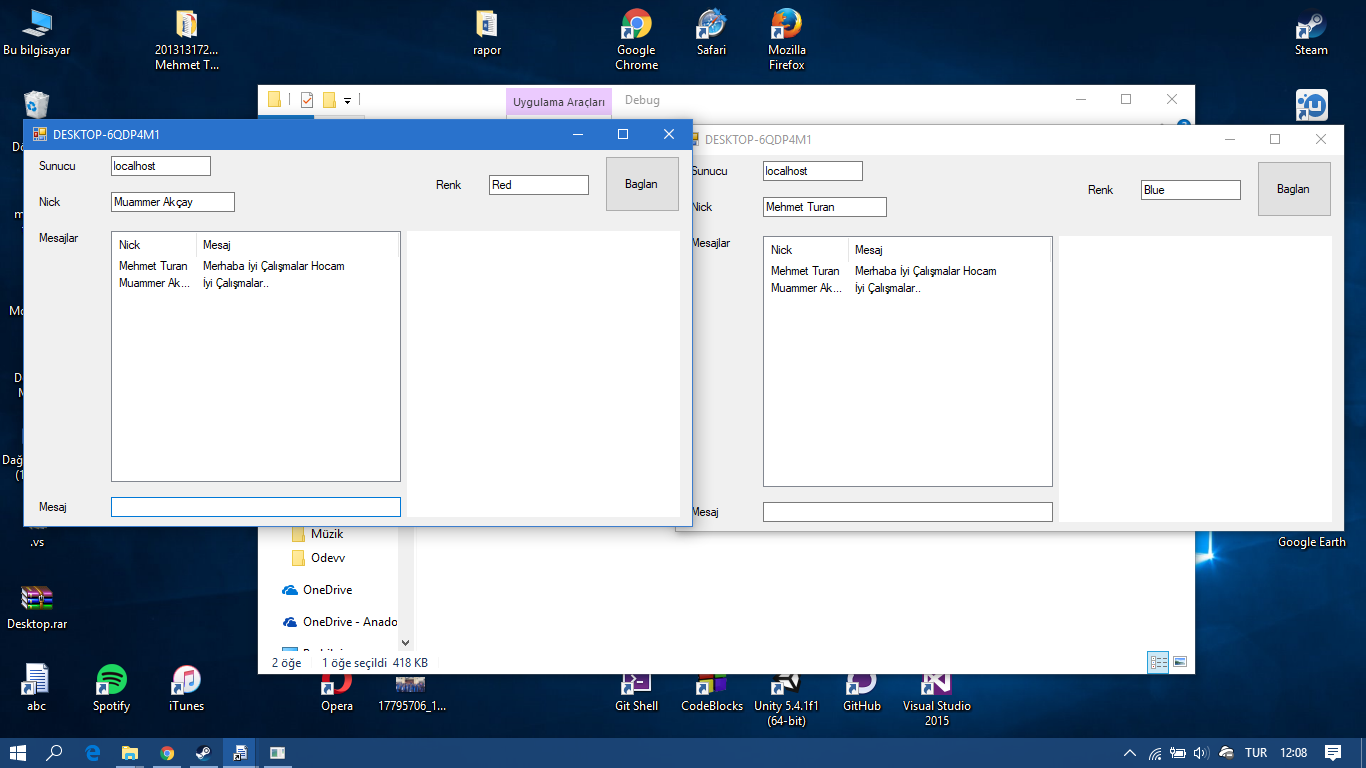 Bu bilgisayar
201313172...
Mehmet T...
rapor
Google
Chrome
Safari
Mozilla
Firefox
Steam
Uygulama Araçları
Debug
DESKTOP-6QDP4M1
Sunucu
localhost
Nick
Muammer Akçay
Renk
Red
Baglan
Mesajlar
Nick
Mesaj
Mehmet Turan
Merhaba İyi Çalışmalar Hocam
Muammer Ak...
İyi Çalışmalar..
Mesaj
DESKTOP-6QDP4M1
Sunucu
localhost
Nick
Mehmet Turan
Renk
Blue
Baglan
Mesajlar
Nick
Mesaj
Mehmet Turan
Merhaba İyi Çalışmalar Hocam
Muammer Ak...
İyi Çalışmalar..
Mesaj
.vs
Müzik
Odevv
OneDrive
OneDrive - Anado
2 öğe
1 öğe seçildi 418 KB
Google Earth
Desktop.rar
abc
Spotify
iTunes
Opera
17795706_1...
Git Shell
CodeBlocks
Unity 5.4.1f1
(64-bit)
GitHub
Visual Studio
2015
TUR
12:08